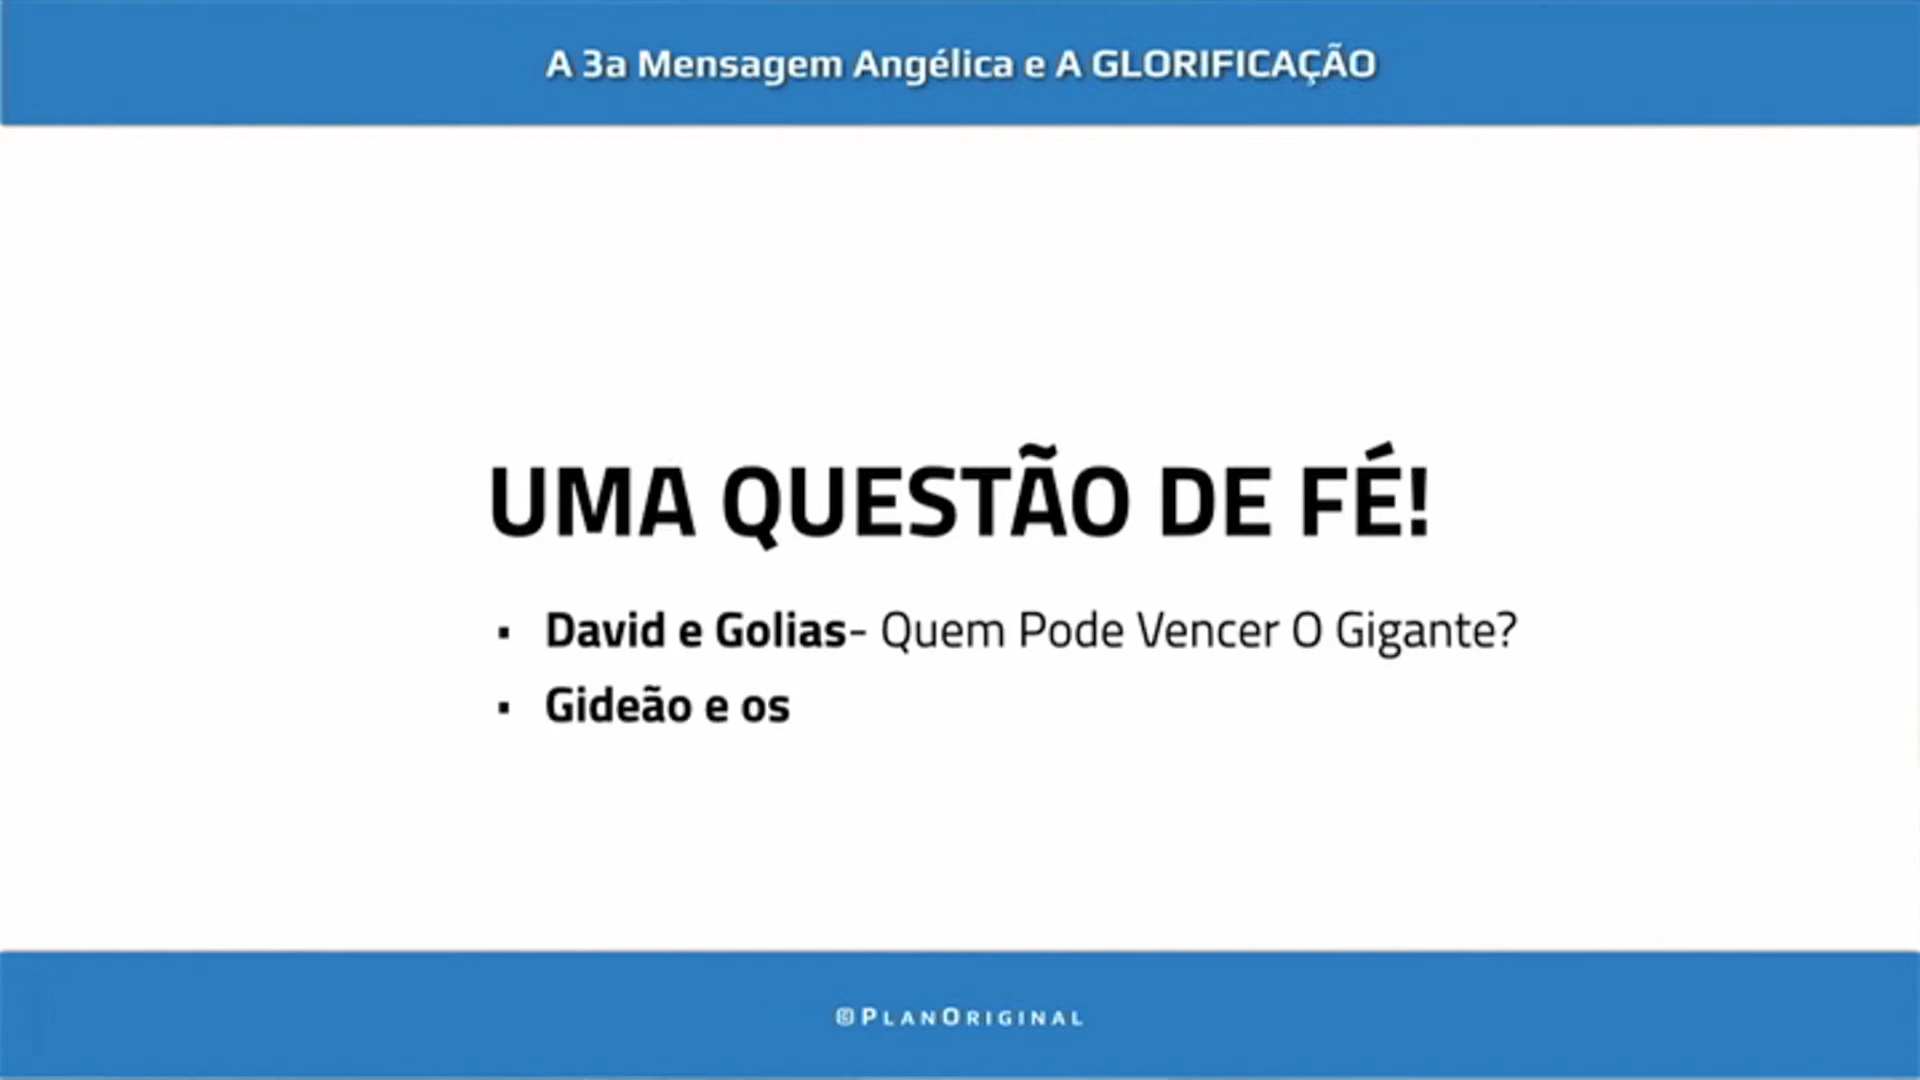 A 3a Mensagem Angélica e A GLORIFICAÇÃO
UMA QUESTÃO DE FÉ!
▪ David e Golias- Quem Pode Vencer O Gigante?
▪ Gideão e os
@PLANORIGINAL